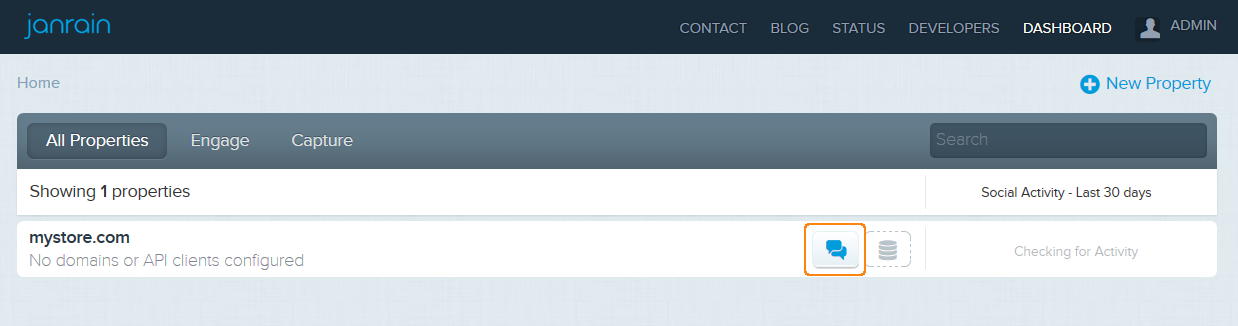 janrain CONTACT BLOG STATUS DEVELOPERS DASHBOARD ADMIN
Home New Property
All Properties Engage Capture Search
Showing 1 properties Social Activity - Last 30 days
mystore.com
No domains or API clients configured Checking for Activity